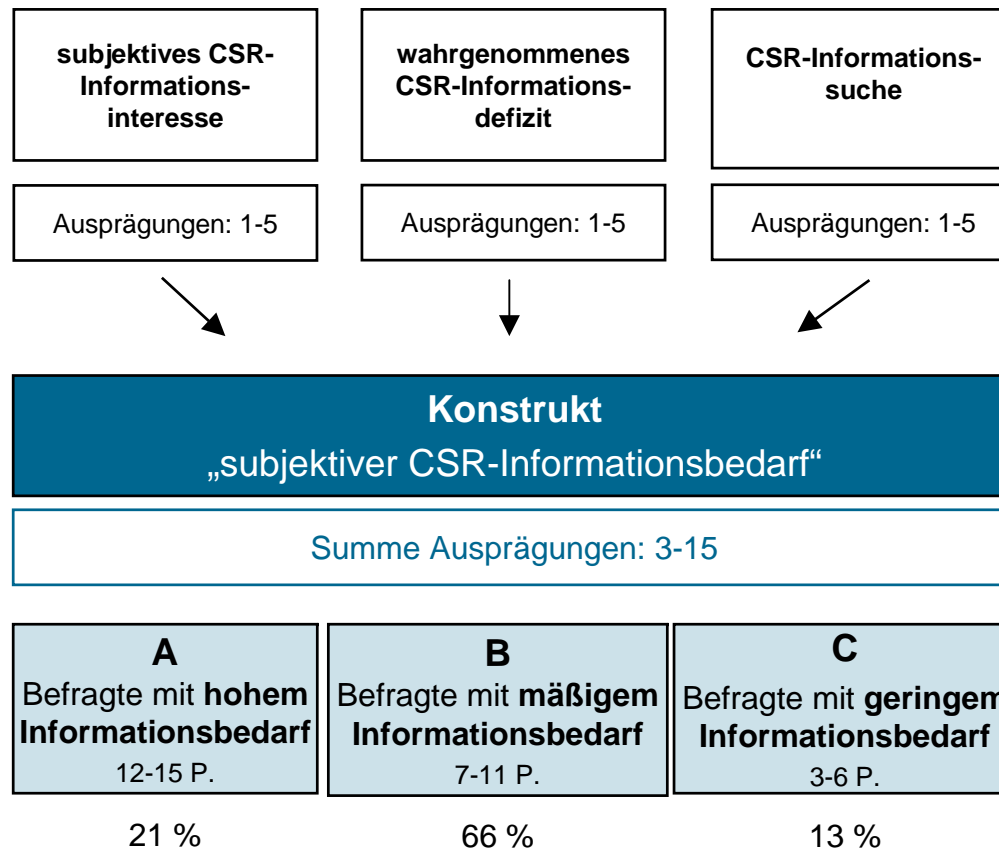 subjektives CSR-
Informations-
interesse
wahrgenommenes
CSR-Informations-
defizit
CSR-Informations-
suche
Ausprägungen: 1-5
Ausprägungen: 1-5
Ausprägungen: 1-5
Konstrukt
„subjektiver CSR-Informationsbedarf“
Summe Ausprägungen: 3-15
A
Befragte mit hohem
Informationsbedarf
12-15 P.
B
Befragte mit mäßigem
Informationsbedarf
7-11 P.
C
Befragte mit geringem
Informationsbedarf
3-6 P.
21 %
66 %
13 %